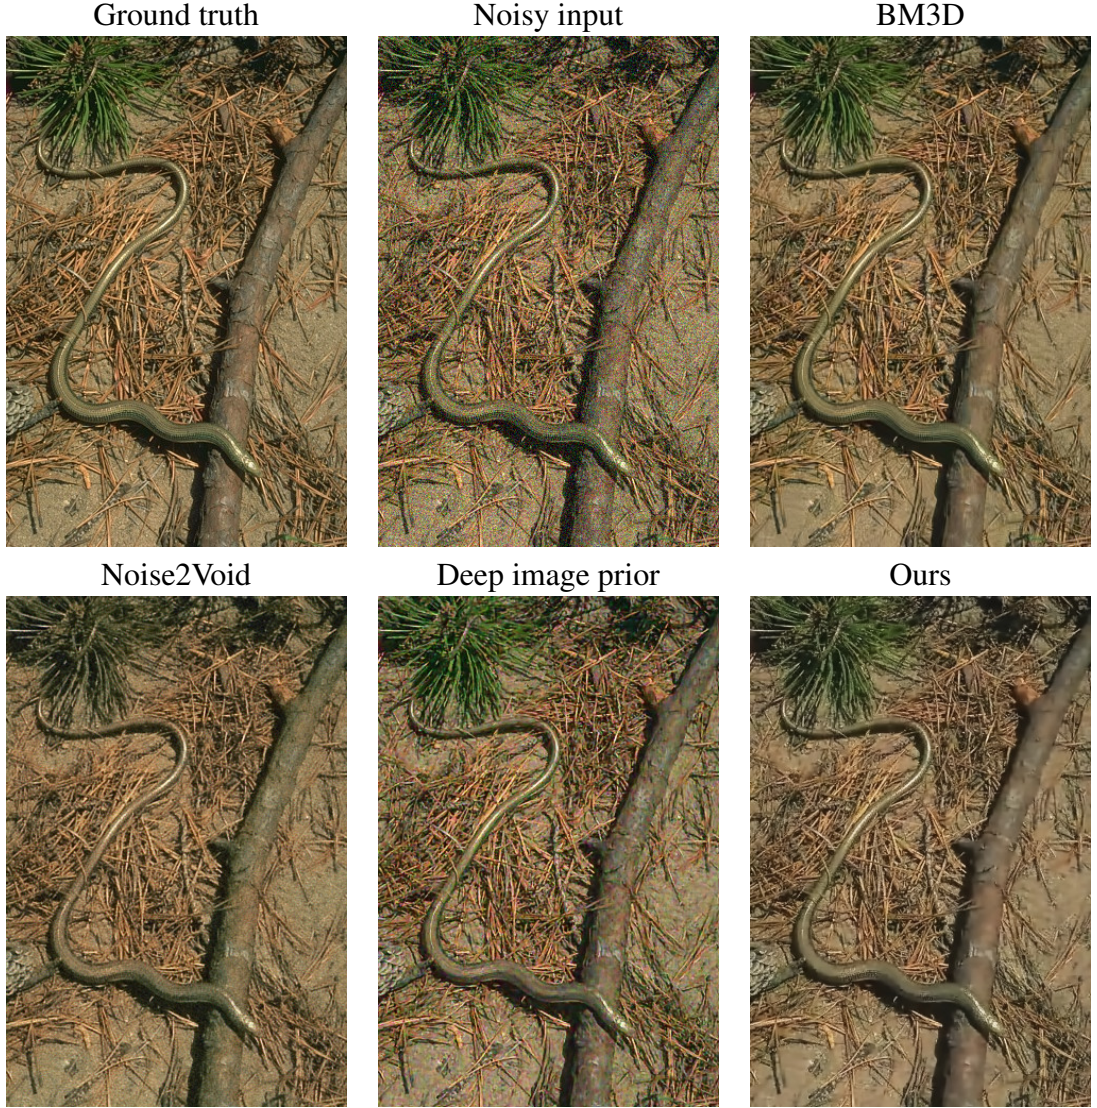 Ground truth
Noisy input
BM3D
Noise2Void
Deep image prior
Ours